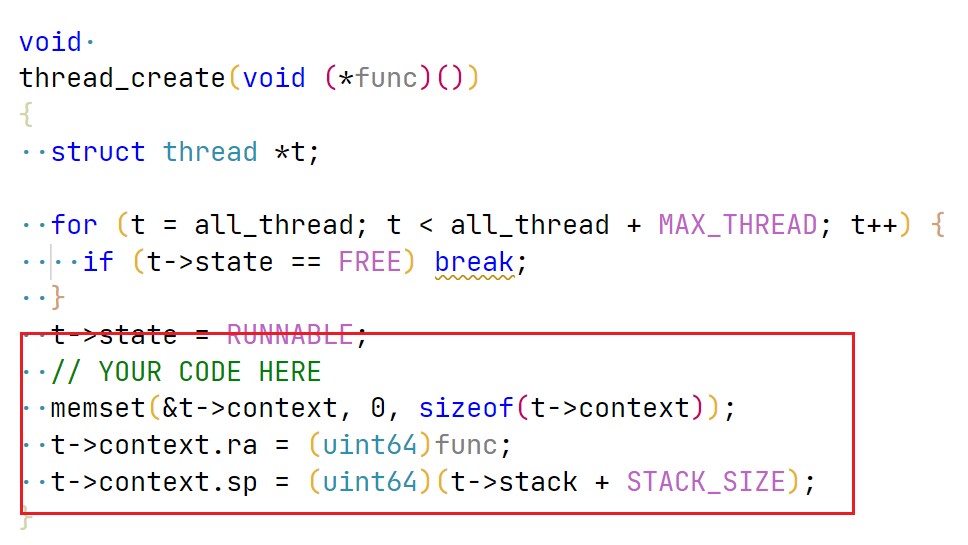 void
thread_create(void (*func)())
{
  struct thread *t;

  for (t = all_thread; t < all_thread + MAX_THREAD; t++) {
    if (t->state == FREE) break;
  }
  t->state = RUNNABLE;
  // YOUR CODE HERE
  memset(&t->context, 0, sizeof(t->context));
  t->context.ra = (uint64)func;
  t->context.sp = (uint64)(t->stack + STACK_SIZE);
}